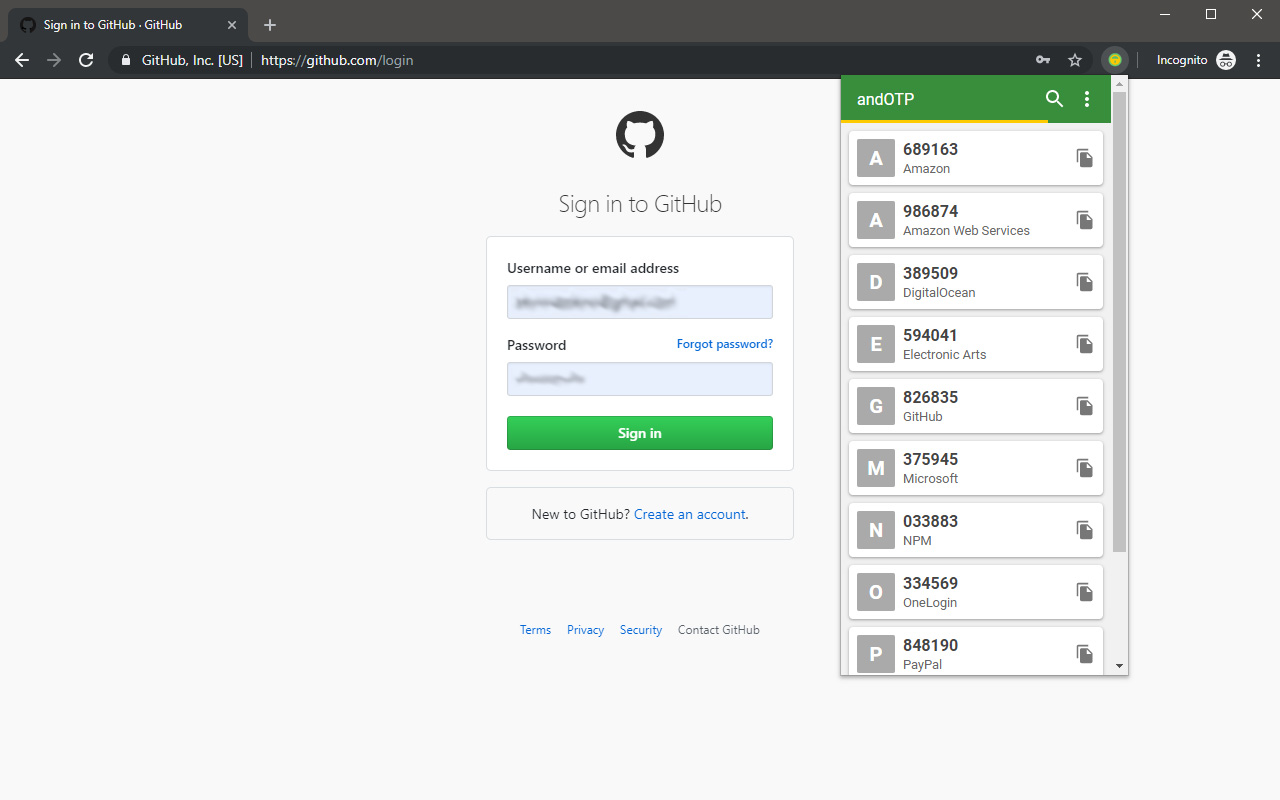 Sign in to GitHub · GitHub
GitHub, Inc. [US]
https://github.com/login
Incognito
Sign in to GitHub
Username or email address
Password
Forgot password?
Sign in
New to GitHub? Create an account.
Terms
Privacy
Security
Contact GitHub
andOTP
A
689163
Amazon
A
986874
Amazon Web Services
D
389509
DigitalOcean
E
594041
Electronic Arts
G
826835
GitHub
M
375945
Microsoft
N
033883
NPM
O
334569
OneLogin
P
848190
PayPal